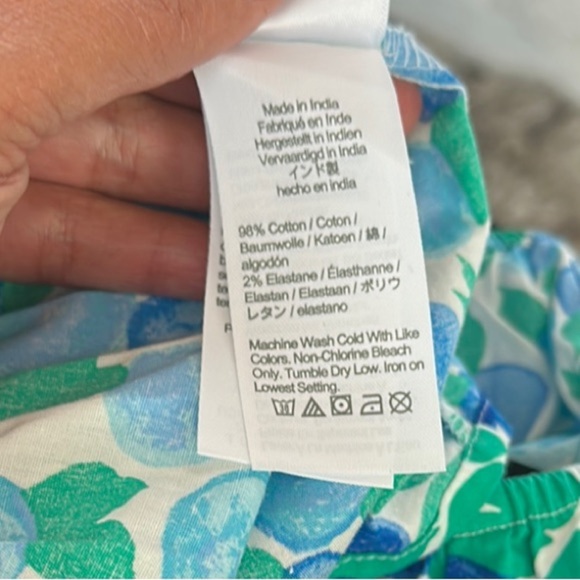 Made in India
Fabriqué en Inde
Hergestellt in Indien
Vervaardigd in India
インド製
hecho en india
98% Cotton / Coton /
Baumwolle / Katoen / 綿 /
algodón
2% Elastane / Élasthanne /
Elastan / Elastaan / ポリウ
レタン / elastano
Machine Wash Cold With Like
Colors. Non-Chlorine Bleach
Only. Tumble Dry Low. Iron on
Lowest Setting.